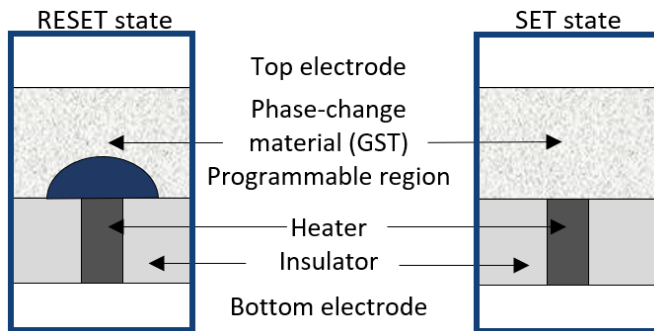 RESET state
SET state
Top electrode
Phase-change
material (GST)
Programmable region
Heater
Insulator
Bottom electrode